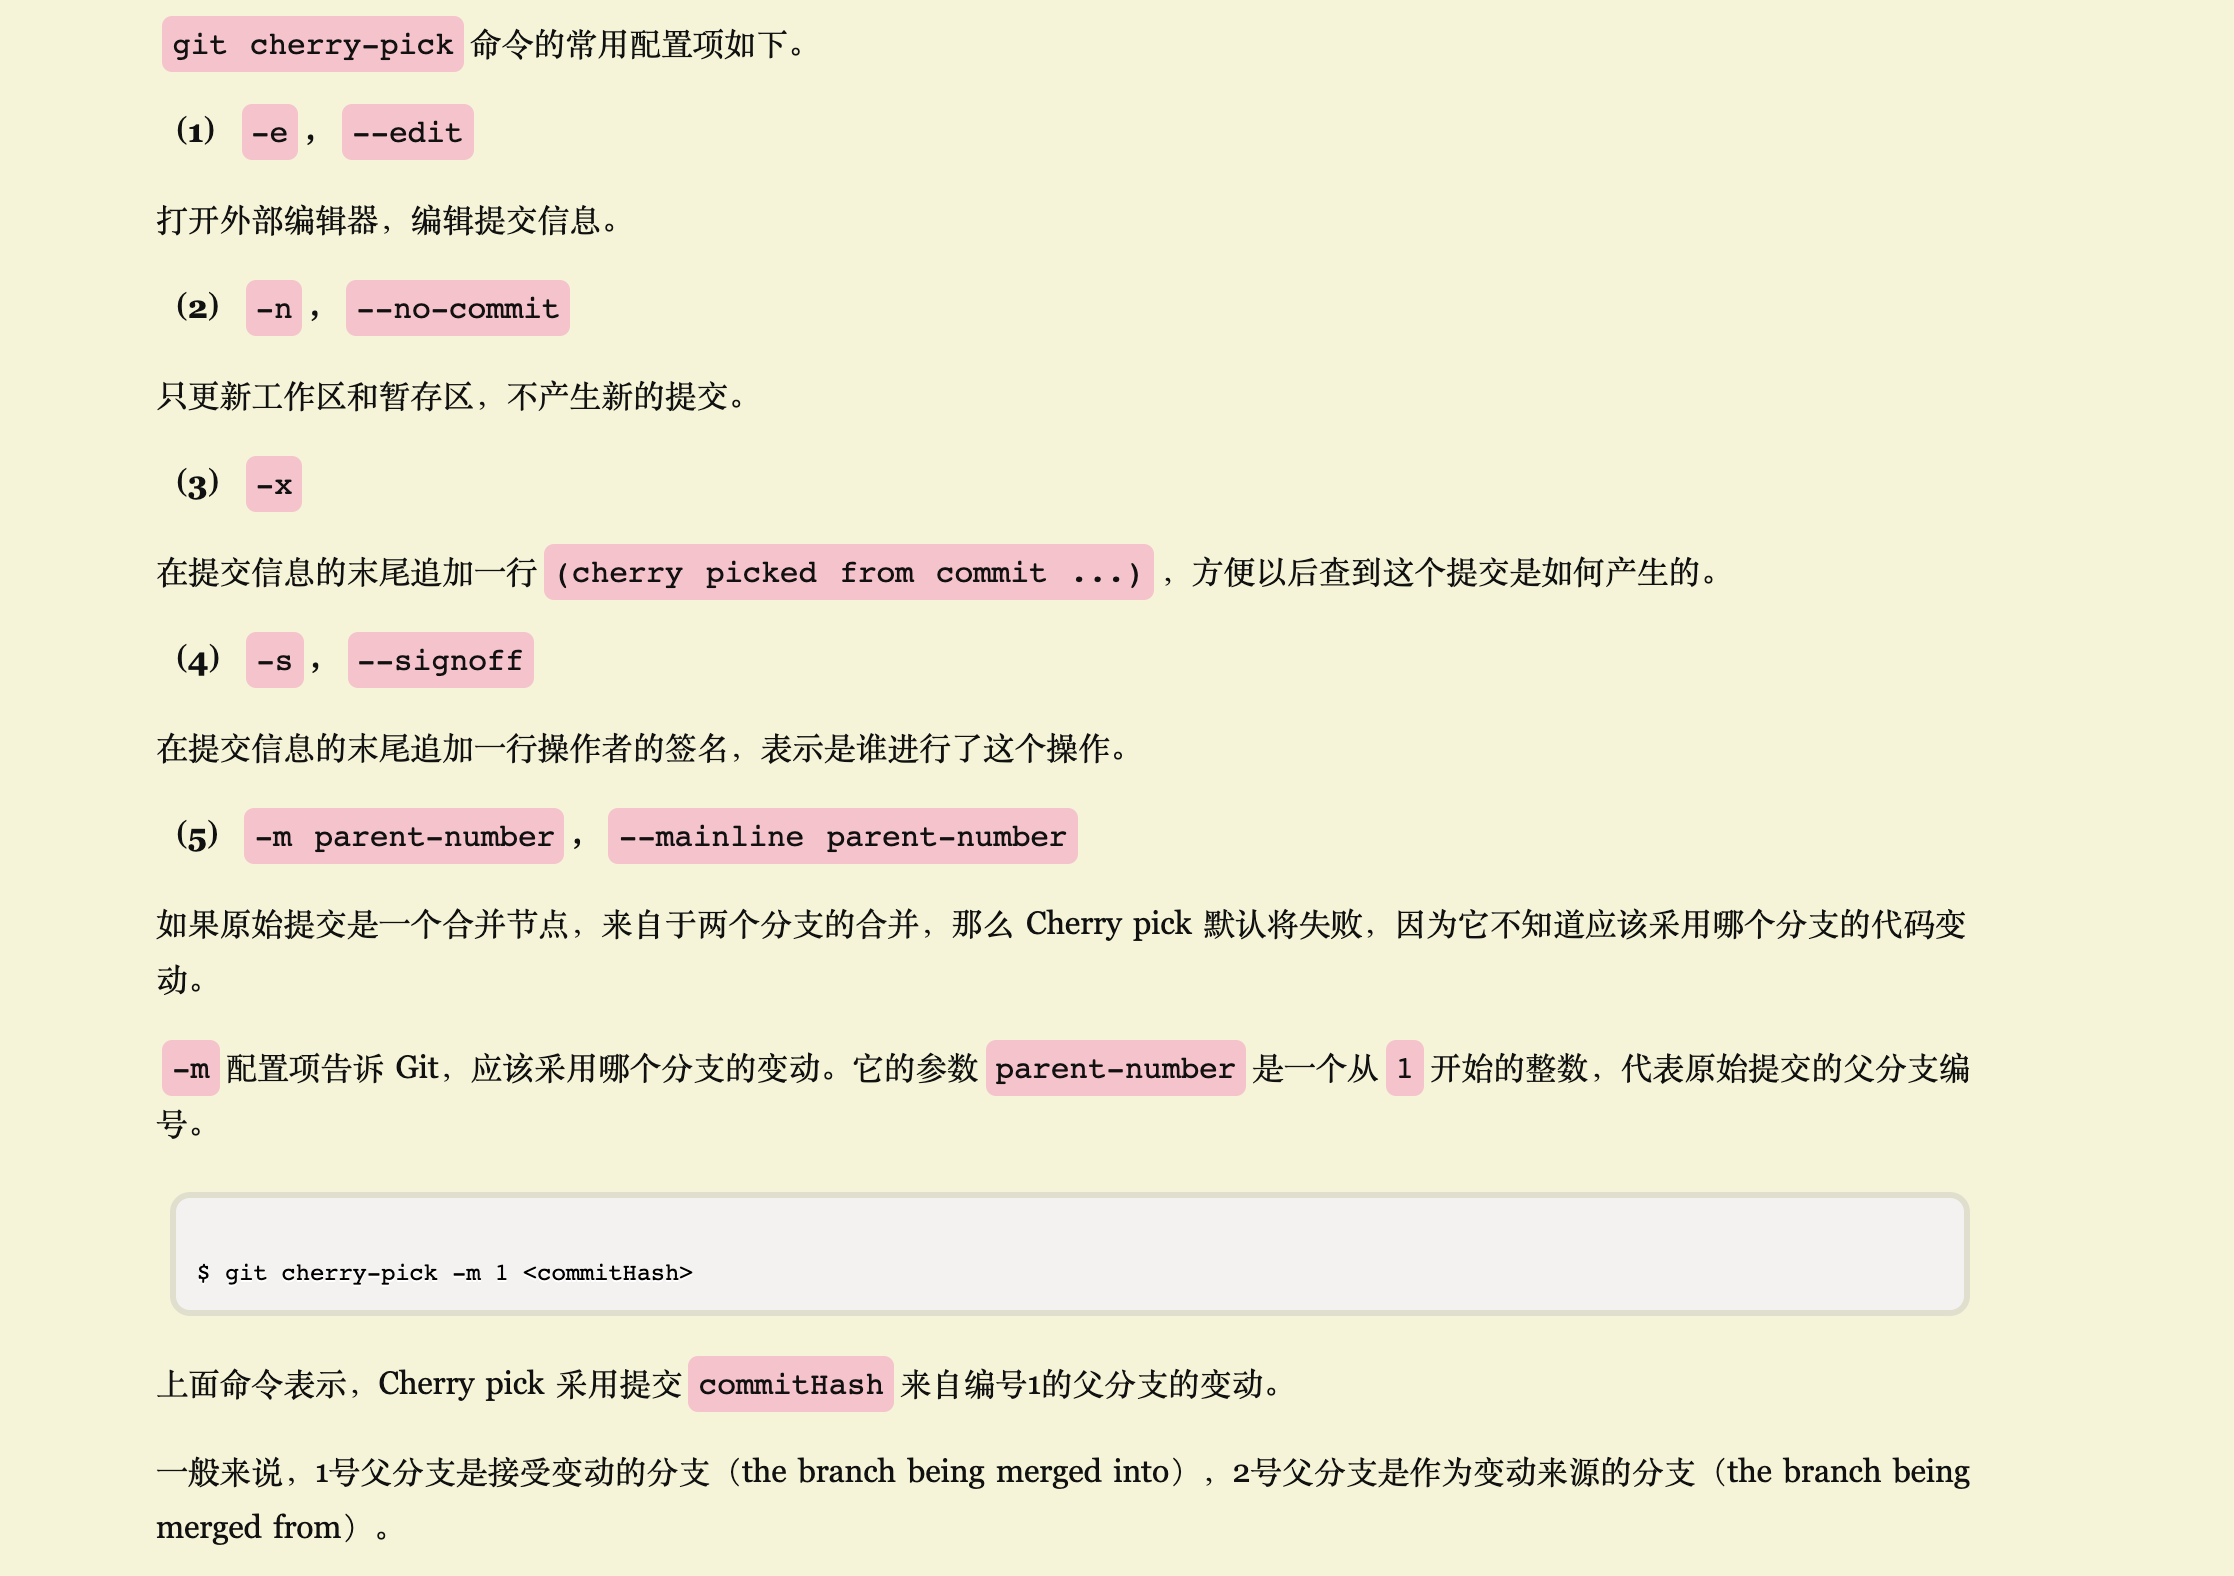 git cherry-pick 命令的常用配置项如下。
(1) -e， --edit
打开外部编辑器，编辑提交信息。
(2) -n， --no-commit
只更新工作区和暂存区，不产生新的提交。
(3) -x
在提交信息的末尾追加一行 (cherry picked from commit ...) ，方便以后查到这个提交是如何产生的。
(4) -s， --signoff
在提交信息的末尾追加一行操作者的签名，表示是谁进行了这个操作。
(5) -m parent-number， --mainline parent-number
如果原始提交是一个合并节点，来自于两个分支的合并，那么 Cherry pick 默认将失败，因为它不知道应该采用哪个分支的代码变
动。
-m 配置项告诉 Git，应该采用哪个分支的变动。它的参数 parent-number 是一个从 1 开始的整数，代表原始提交的父分支编
号。
$ git cherry-pick -m 1 <commitHash>
上面命令表示，Cherry pick 采用提交 commitHash 来自编号1的父分支的变动。
一般来说，1号父分支是接受变动的分支（the branch being merged into），2号父分支是作为变动来源的分支（the branch being
merged from）。